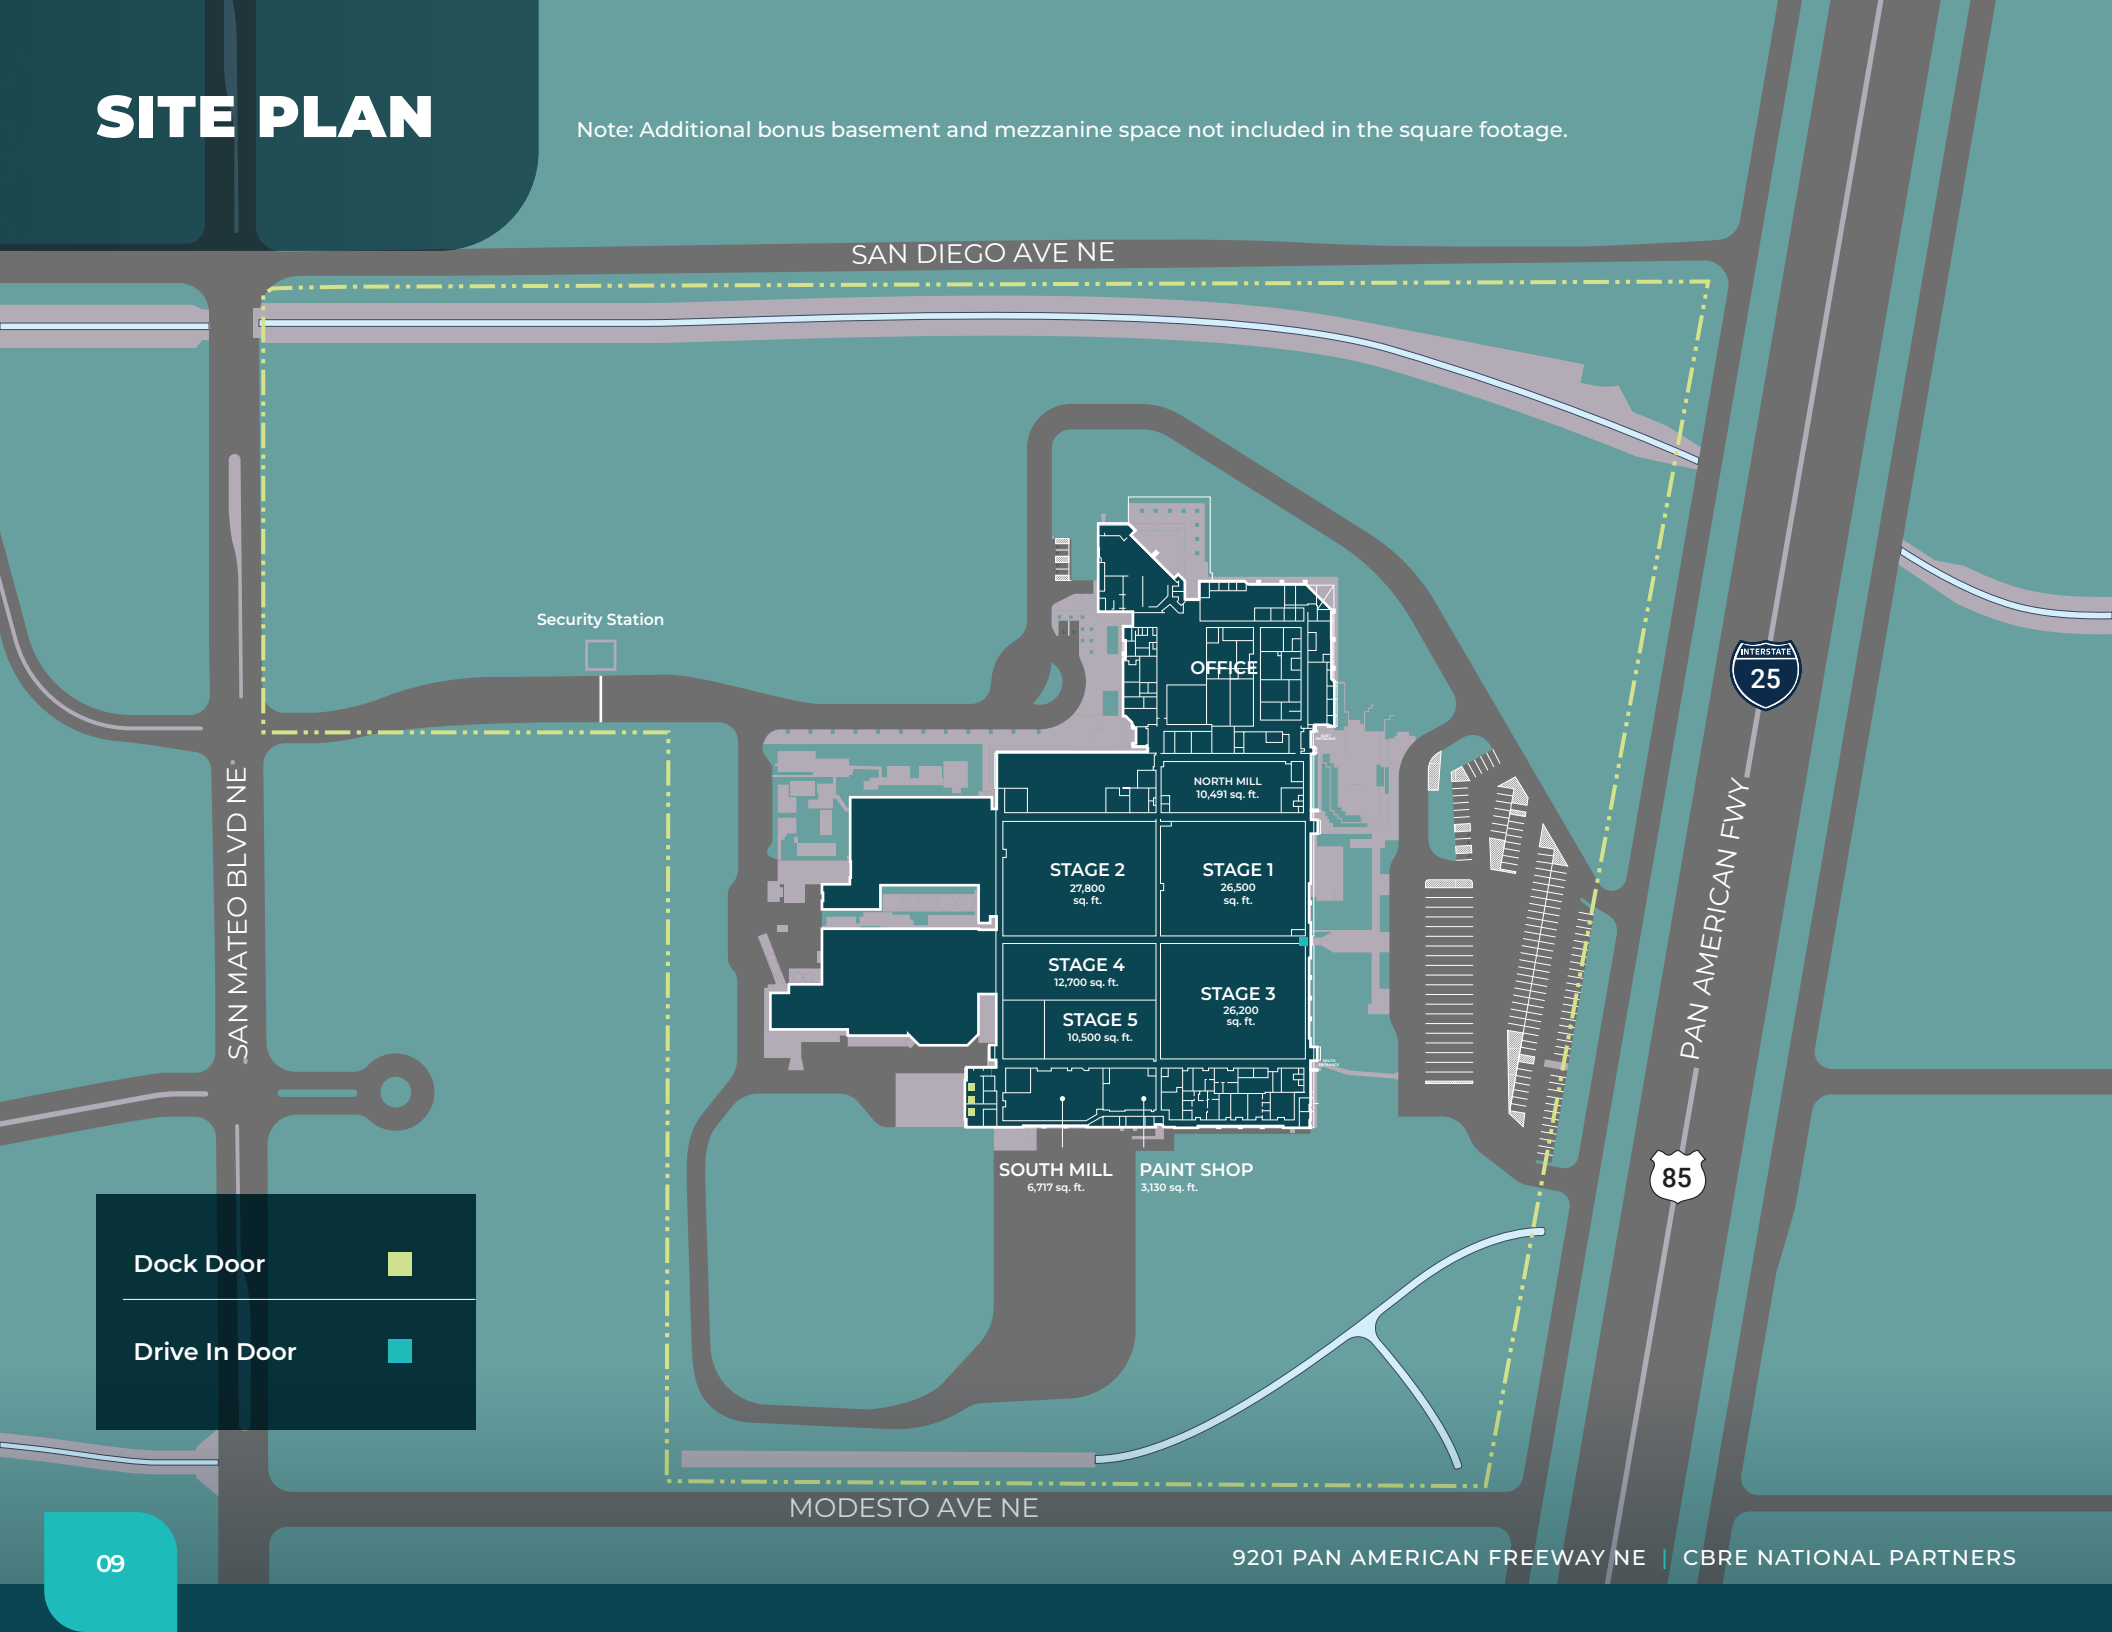 SITE PLAN
Note: Additional bonus basement and mezzanine space not included in the square footage.
SAN DIEGO AVE NE
Security Station
OFFICE
INTERSTATE
25
NORTH MILL
10,491 sq. ft.
SAN MATEO BLVD NE
PAN AMERICAN FWY
STAGE 2
27,800
sq. ft.
STAGE 1
26,500
sq. ft.
STAGE 4
12,700 sq. ft.
STAGE 3
26,200
sq. ft.
STAGE 5
10,500 sq. ft.
SOUTH MILL
6,717 sq. ft.
PAINT SHOP
3,130 sq. ft.
85
Dock Door
Drive In Door
MODESTO AVE NE
09
9201 PAN AMERICAN FREEWAY NE | CBRE NATIONAL PARTNERS